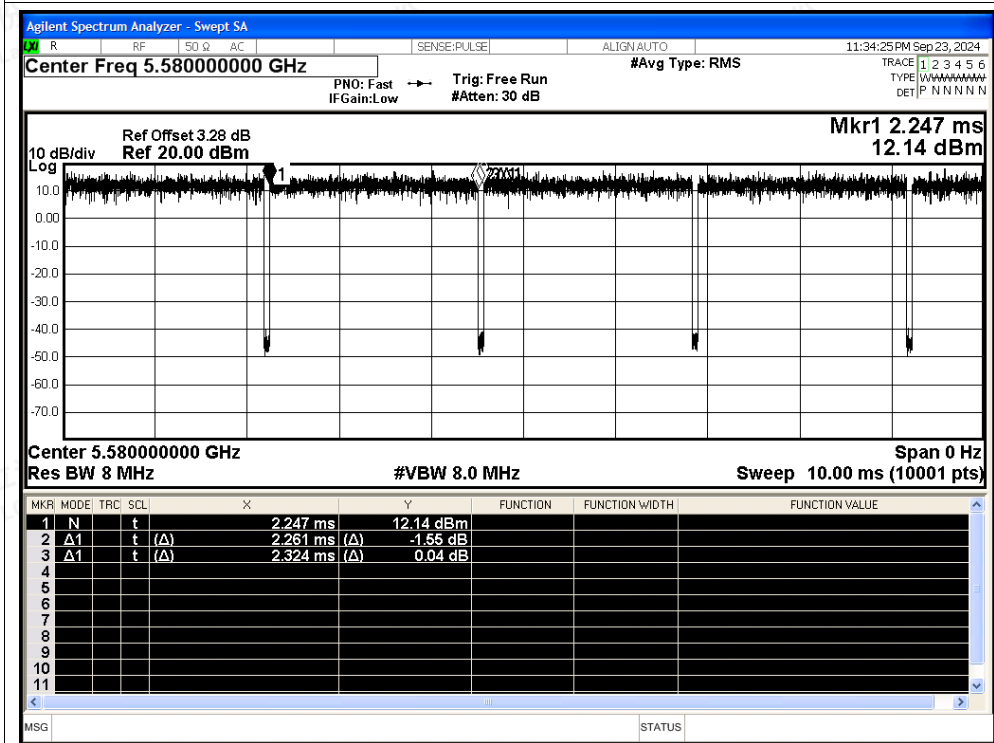 Agilent Spectrum Analyzer - Swept SA
LXI R RF 50 Ω AC SENSE:PULSE ALIGN AUTO 11:34:25 PM Sep 23, 2024
Center Freq 5.580000000 GHz #Avg Type: RMS TRACE 1 2 3 4 5 6
PNO: Fast Trig: Free Run TYPE W
IFGain:Low #Atten: 30 dB DET P N N N N N
Mkr1 2.247 ms
Ref Offset 3.28 dB
10 dB/div Ref 20.00 dBm 12.14 dBm
Log
1
10.0
0.00
-10.0
-20.0
-30.0
-40.0
-50.0
-60.0
-70.0
Center 5.580000000 GHz Span 0 Hz
Res BW 8 MHz #VBW 8.0 MHz Sweep 10.00 ms (10001 pts)
MKR MODE TRC SCL X Y FUNCTION FUNCTION WIDTH FUNCTION VALUE
1 N t 2.247 ms 12.14 dBm
2 Δ1 t (Δ) 2.261 ms (Δ) -1.55 dB
3 Δ1 t (Δ) 2.324 ms (Δ) 0.04 dB
4
5
6
7
8
9
10
11
MSG STATUS